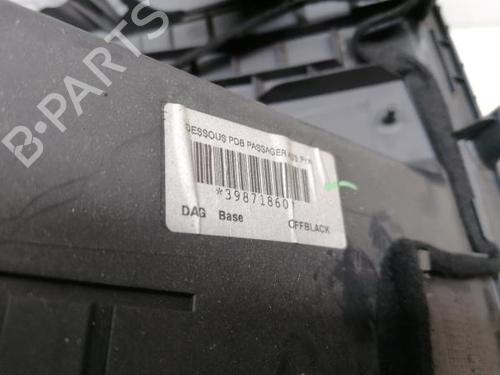 DESSOUS PDB PASSAGER
*39871860
DAG Base OFFBLACK
B-PARTS